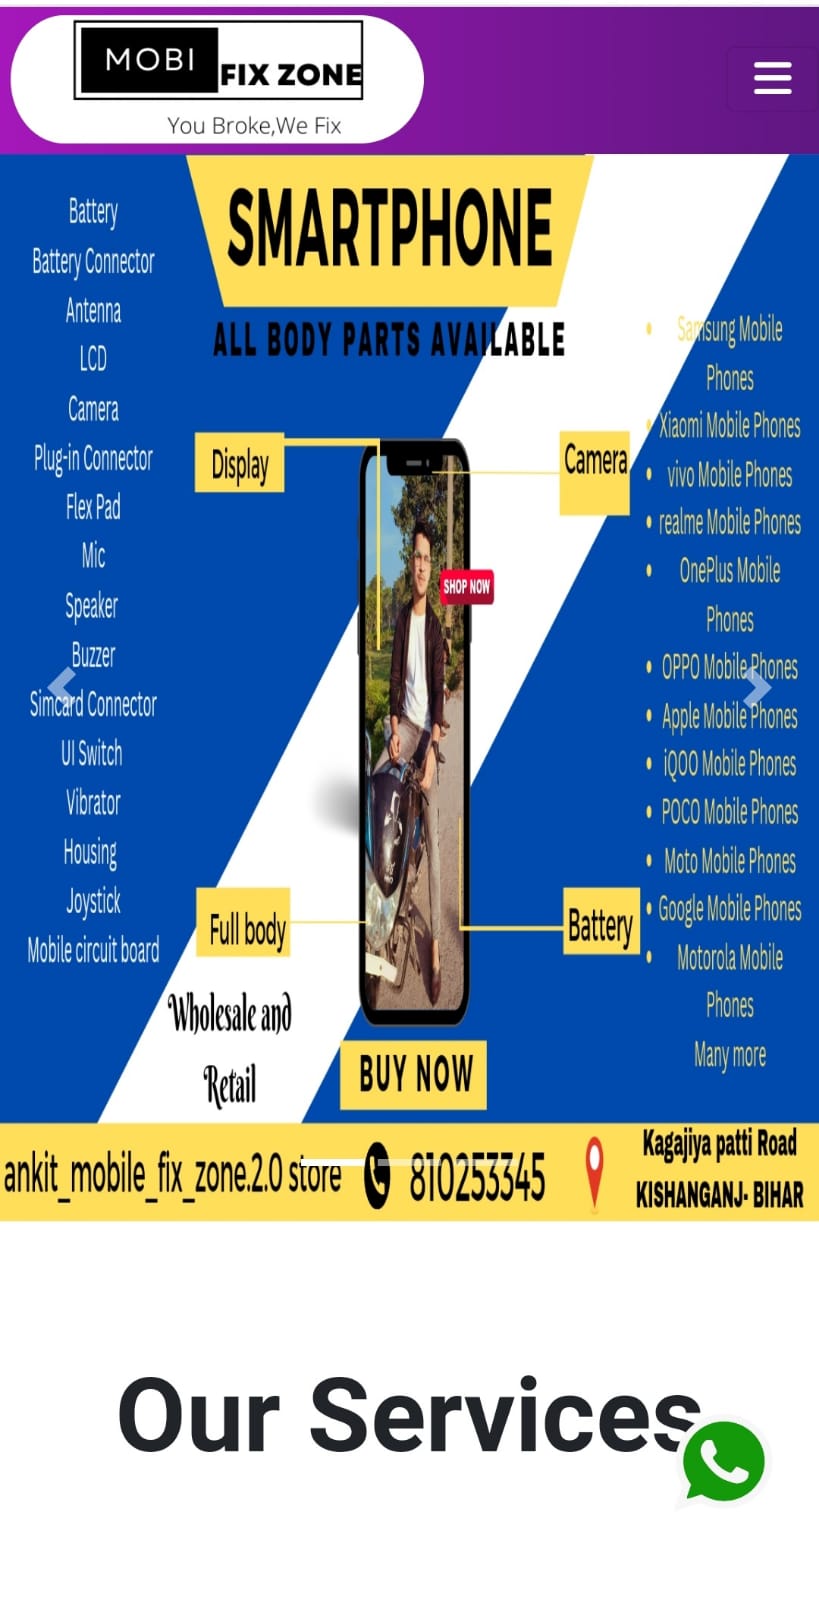 MOBI
FIX ZONE
You Broke,We Fix
SMARTPHONE
ALL BODY PARTS AVAILABLE
Battery
Battery Connector
Antenna
LCD
Camera
Plug-in Connector
Flex Pad
Mic
Speaker
Buzzer
Simcard Connector
UI Switch
Vibrator
Housing
Joystick
Mobile circuit board
Display
Camera
SHOP NOW
Full body
Battery
• Samsung Mobile
Phones
• Xiaomi Mobile Phones
• vivo Mobile Phones
• realme Mobile Phones
• OnePlus Mobile
Phones
• OPPO Mobile Phones
• Apple Mobile Phones
• iQOO Mobile Phones
• POCO Mobile Phones
• Moto Mobile Phones
• Google Mobile Phones
• Motorola Mobile
Phones
Many more
Wholesale and
Retail
BUY NOW
ankit_mobile_fix_zone.2.0 store
810253345
Kagajiya patti Road
KISHANGANJ- BIHAR
Our Services